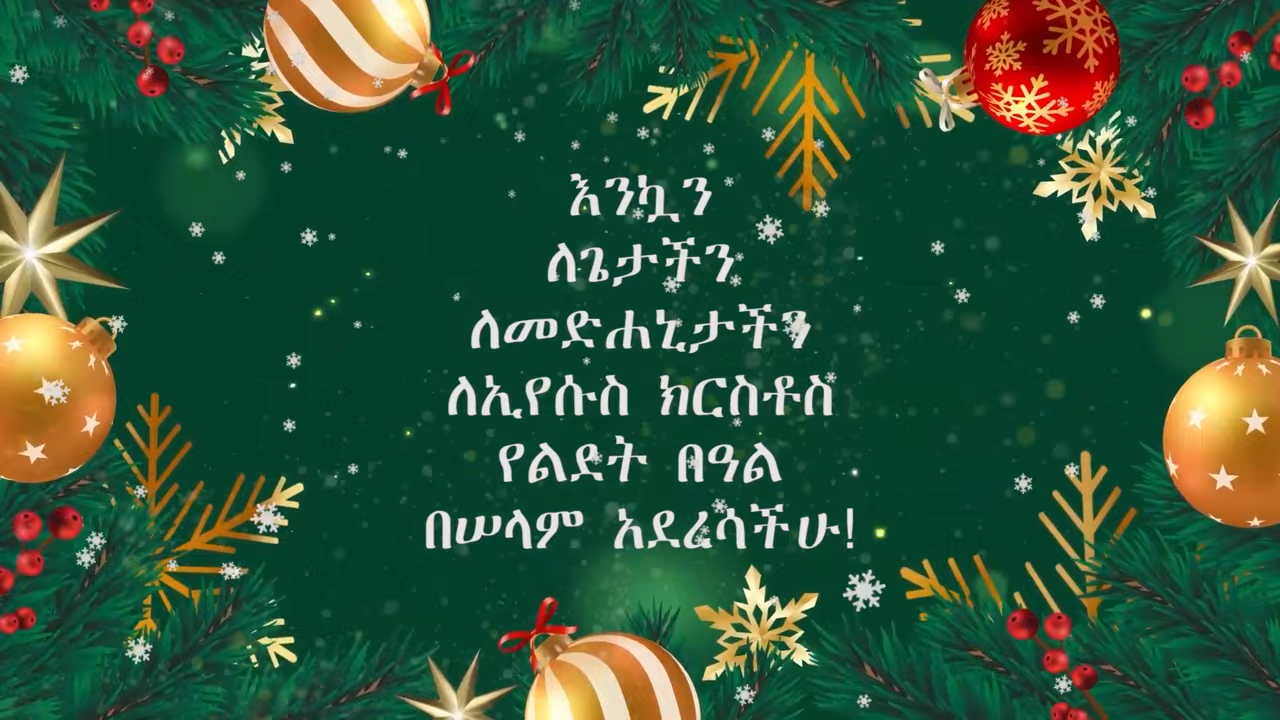 እንኳን
ለጌታችን
ለመድሐኒታችን
ለኢየሱስ ክርስቶስ
የልደት በዓል
በሠላም አደረሳችሁ!